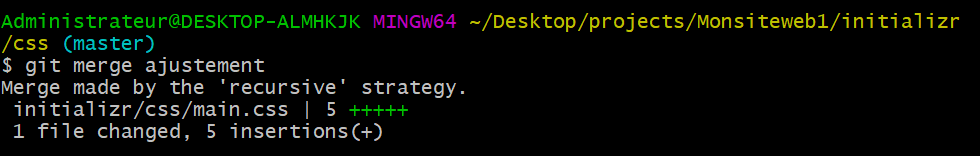 Administrateur@DESKTOP-ALMHKJK MINGW64 ~/Desktop/projects/Monsiteweb1/initializr
/css (master)
$ git merge ajustement
Merge made by the 'recursive' strategy.
 initializr/css/main.css | 5 +++++
 1 file changed, 5 insertions(+)